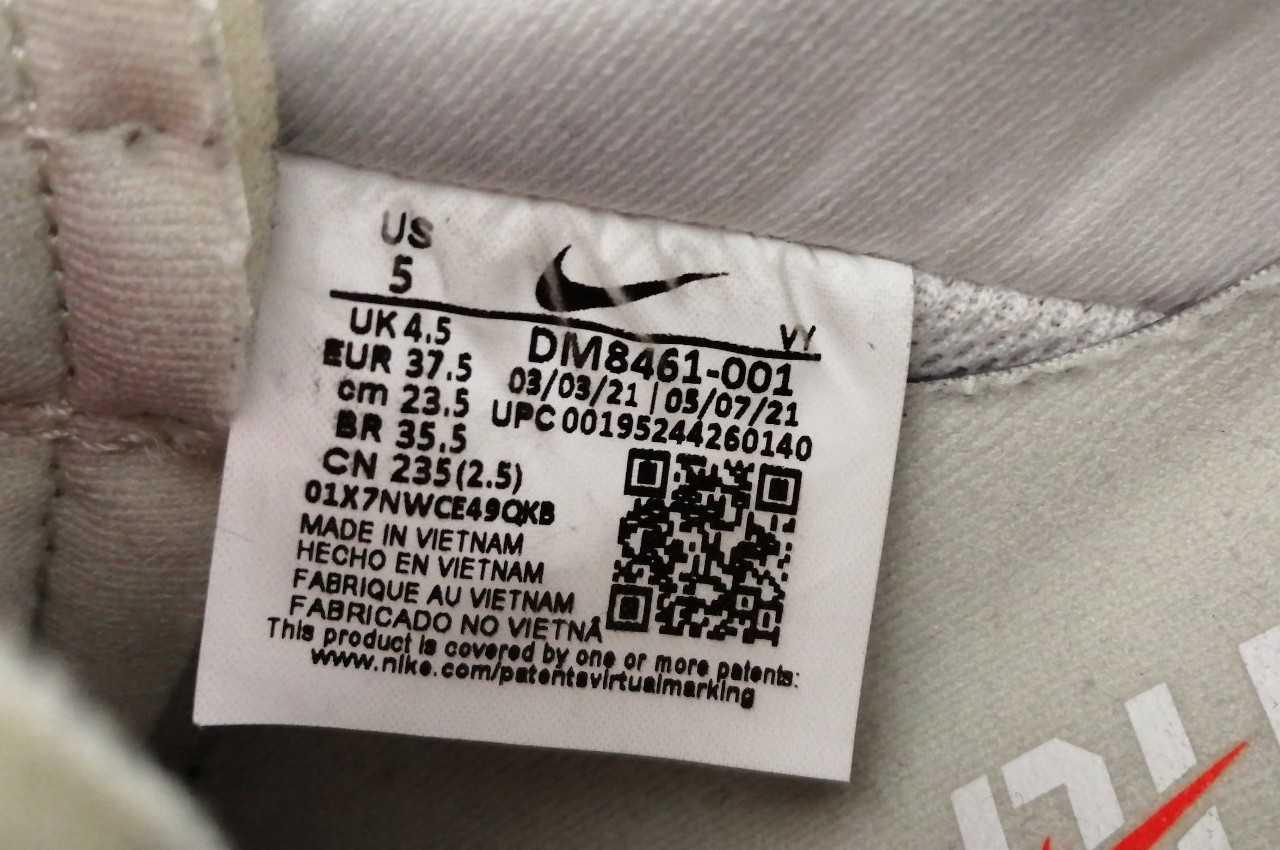 US
5
UK 4.5
EUR 37.5
cm 23.5
BR 35.5
CN 235(2.5)
01X7NWCE49QKB
VY
DM8461-001
03/03/21 | 05/07/21
UPC 00195244260140
MADE IN VIETNAM
HECHO EN VIETNAM
FABRIQUE AU VIETNAM
FABRICADO NO VIETNÃ
This product is covered by one or more patents:
www.nike.com/patentsvirtualmarking